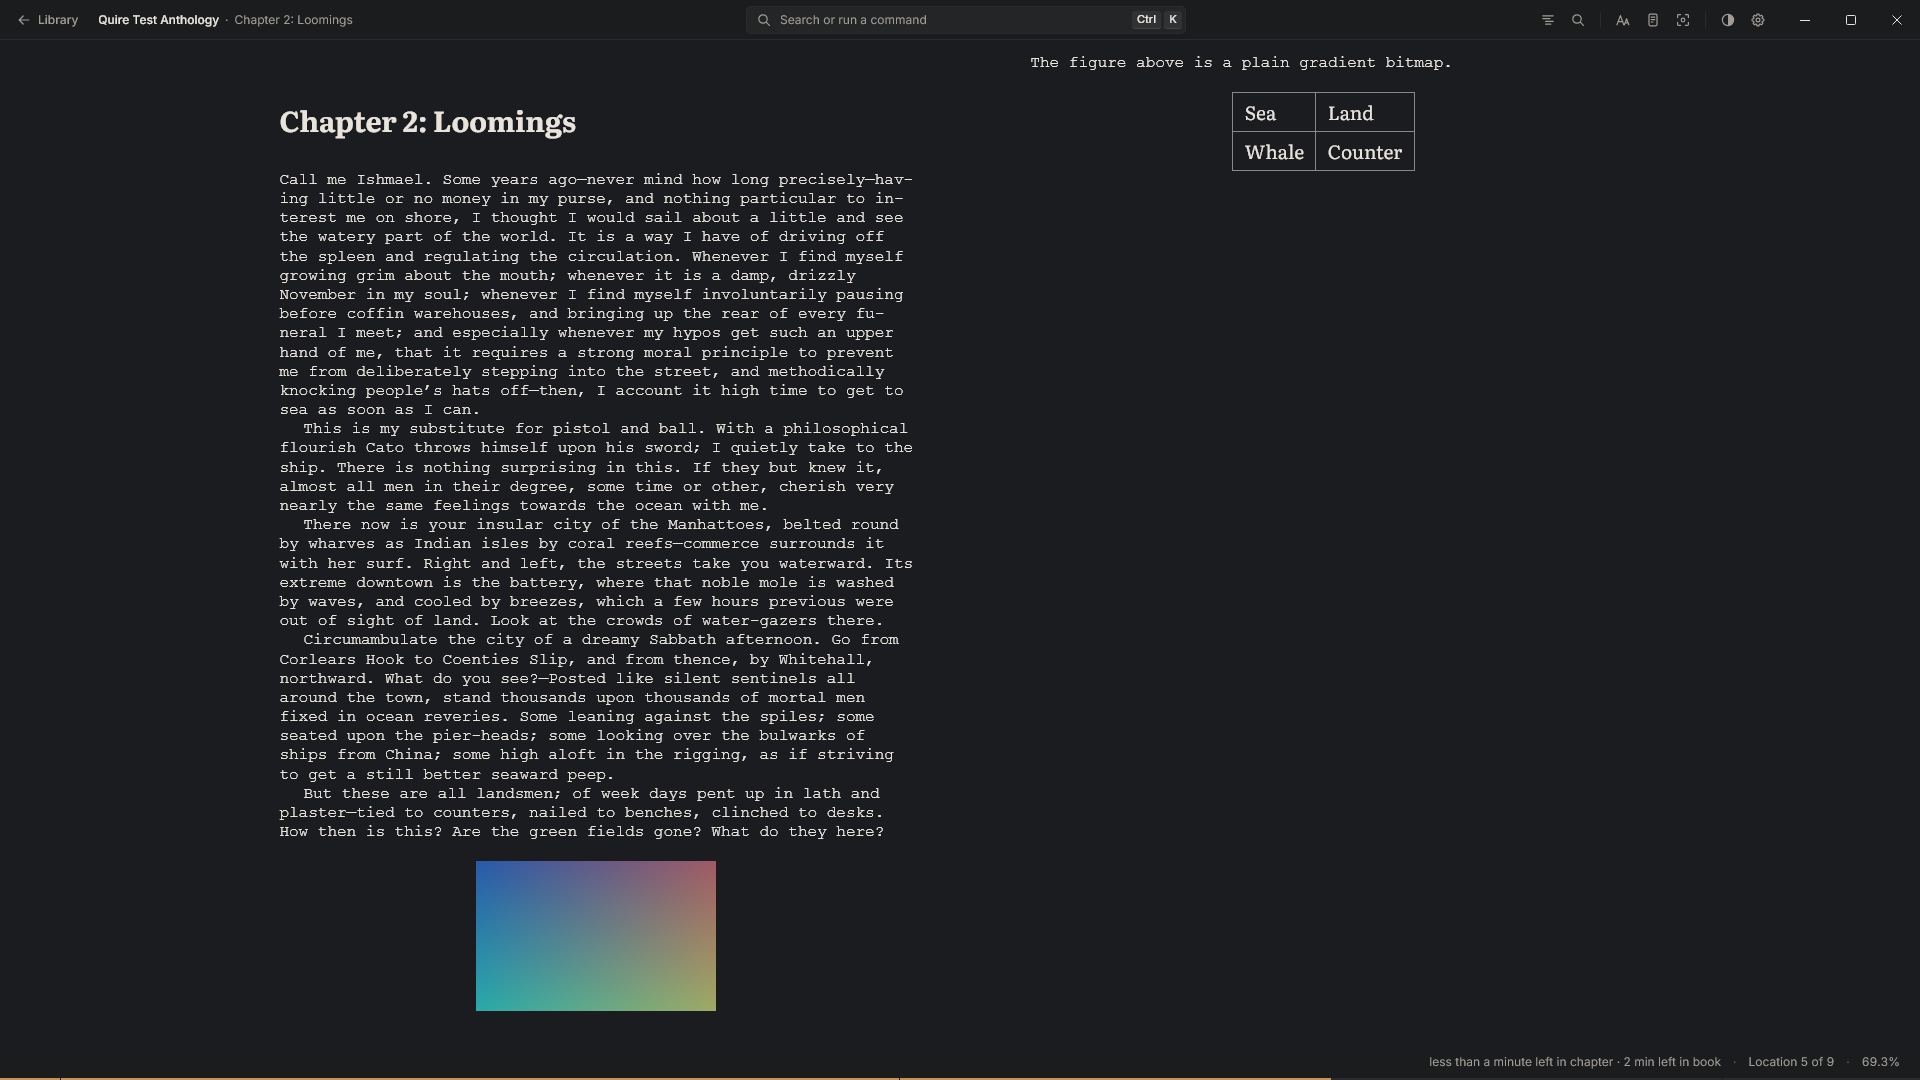 Library
Quire Test Anthology · Chapter 2: Loomings
Search or run a command
Ctrl K
Chapter 2: Loomings
Call me Ishmael. Some years ago—never mind how long precisely—hav-
ing little or no money in my purse, and nothing particular to in-
terest me on shore, I thought I would sail about a little and see
the watery part of the world. It is a way I have of driving off
the spleen and regulating the circulation. Whenever I find myself
growing grim about the mouth; whenever it is a damp, drizzly
November in my soul; whenever I find myself involuntarily pausing
before coffin warehouses, and bringing up the rear of every fu-
neral I meet; and especially whenever my hypos get such an upper
hand of me, that it requires a strong moral principle to prevent
me from deliberately stepping into the street, and methodically
knocking people’s hats off—then, I account it high time to get to
sea as soon as I can.
This is my substitute for pistol and ball. With a philosophical
flourish Cato throws himself upon his sword; I quietly take to the
ship. There is nothing surprising in this. If they but knew it,
almost all men in their degree, some time or other, cherish very
nearly the same feelings towards the ocean with me.
There now is your insular city of the Manhattoes, belted round
by wharves as Indian isles by coral reefs—commerce surrounds it
with her surf. Right and left, the streets take you waterward. Its
extreme downtown is the battery, where that noble mole is washed
by waves, and cooled by breezes, which a few hours previous were
out of sight of land. Look at the crowds of water-gazers there.
Circumambulate the city of a dreamy Sabbath afternoon. Go from
Corlears Hook to Coenties Slip, and from thence, by Whitehall,
northward. What do you see?—Posted like silent sentinels all
around the town, stand thousands upon thousands of mortal men
fixed in ocean reveries. Some leaning against the spiles; some
seated upon the pier-heads; some looking over the bulwarks of
ships from China; some high aloft in the rigging, as if striving
to get a still better seaward peep.
But these are all landsmen; of week days pent up in lath and
plaster—tied to counters, nailed to benches, clinched to desks.
How then is this? Are the green fields gone? What do they here?
The figure above is a plain gradient bitmap.
Sea Land
Whale Counter
less than a minute left in chapter · 2 min left in book · Location 5 of 9 · 69.3%